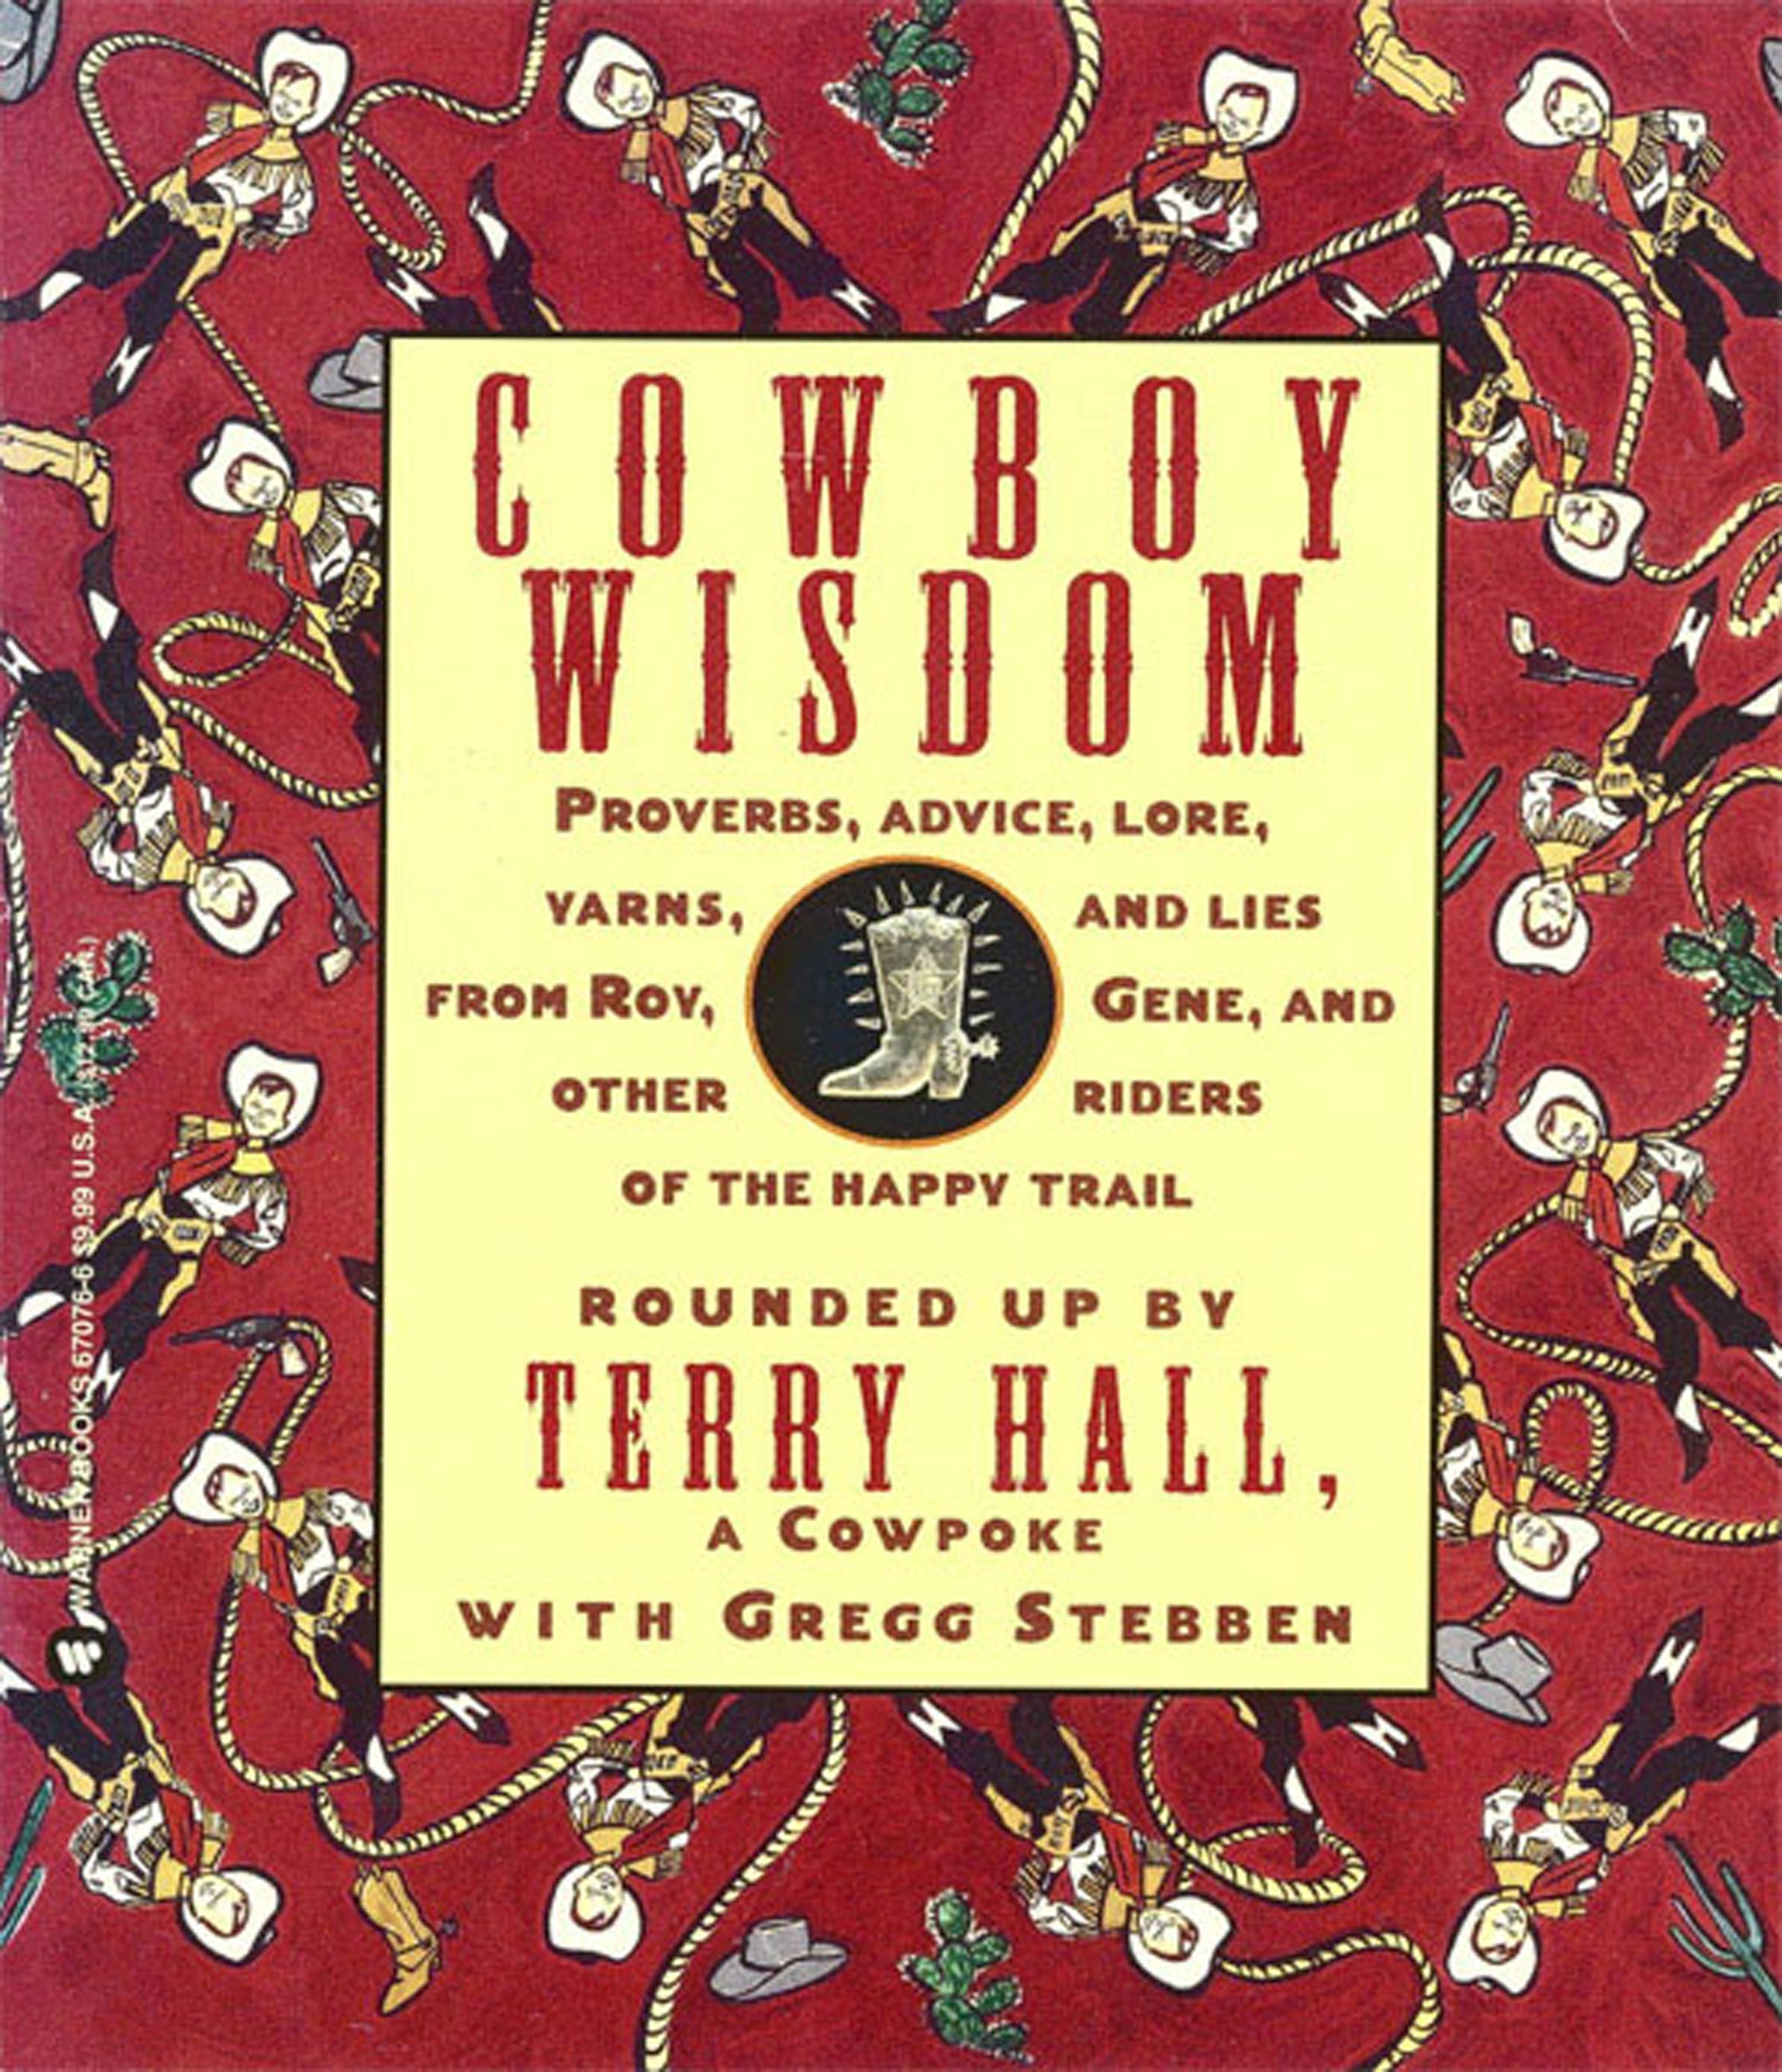 COWBOY
WISDOM
PROVERBS, ADVICE, LORE,
YARNS, AND LIES
FROM ROY, GENE, AND
OTHER RIDERS
OF THE HAPPY TRAIL
ROUNDED UP BY
TERRY HALL,
A COWPOKE
WITH GREGG STEBBEN
WARNER BOOKS 67076-6 $9.99 U.S.A.